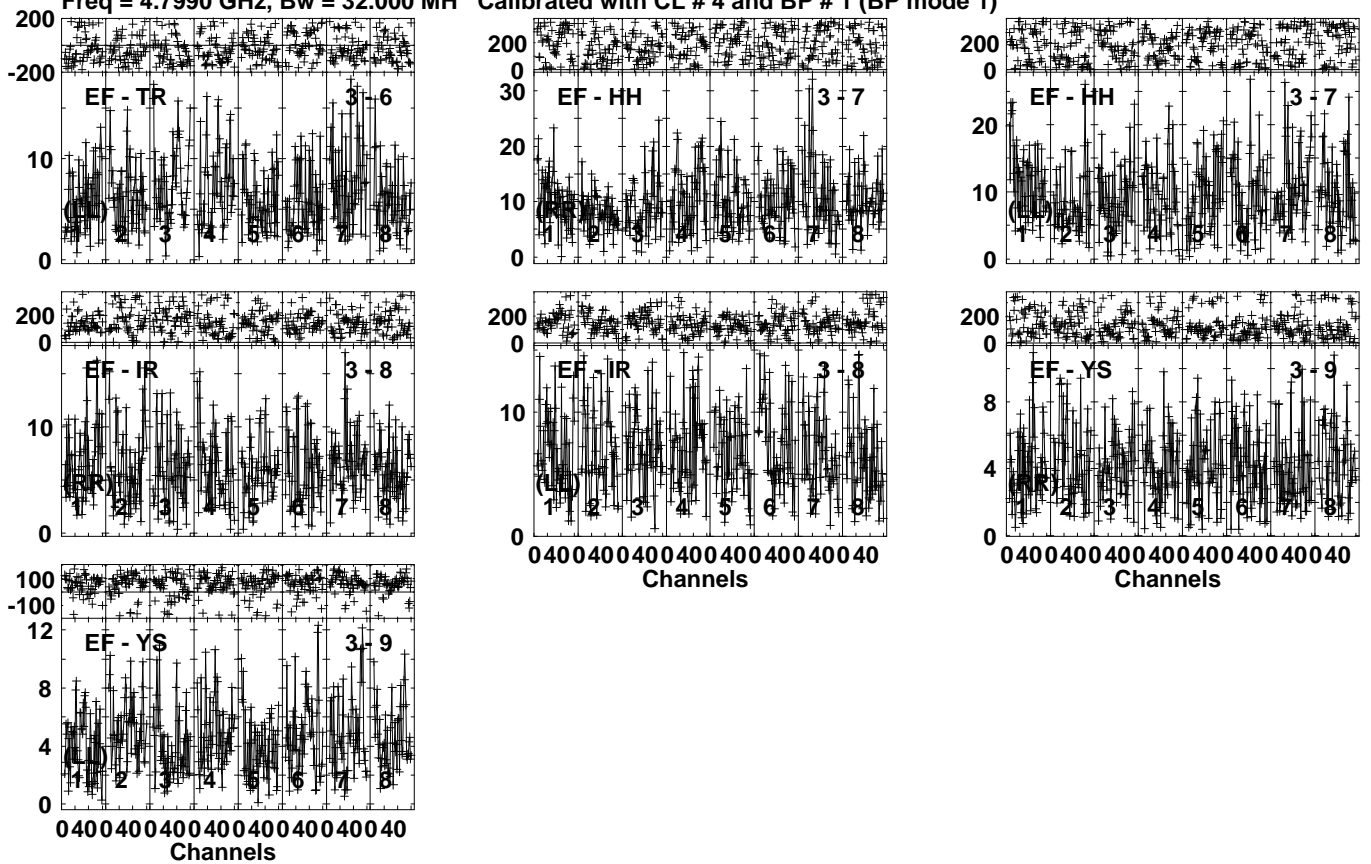 Freq = 4.7990 GHz, Bw = 32.000 MH Calibrated with CL # 4 and BP # 1 (BP mode 1)
200
-200
EF - TR 3 - 6
10
(LL)
1 2 3 4 5 6 7 8
0
200
0
30
EF - HH 3 - 7
20
10
(RR)
1 2 3 4 5 6 7 8
0
200
0
EF - HH 3 - 7
20
10
(LL)
1 2 3 4 5 6 7 8
0
200
0
EF - IR 3 - 8
10
(RR)
1 2 3 4 5 6 7 8
0
200
0
EF - IR 3 - 8
10
(LL)
1 2 3 4 5 6 7 8
0
0 40 0 40 0 40 0 40 0 40 0 40 0 40 0 40
Channels
200
0
EF - YS 3 - 9
8
4
(RR)
1 2 3 4 5 6 7 8
0
0 40 0 40 0 40 0 40 0 40 0 40 0 40 0 40
Channels
100
-100
12
EF - YS 3 - 9
8
4
(LL)
1 2 3 4 5 6 7 8
0
0 40 0 40 0 40 0 40 0 40 0 40 0 40 0 40
Channels